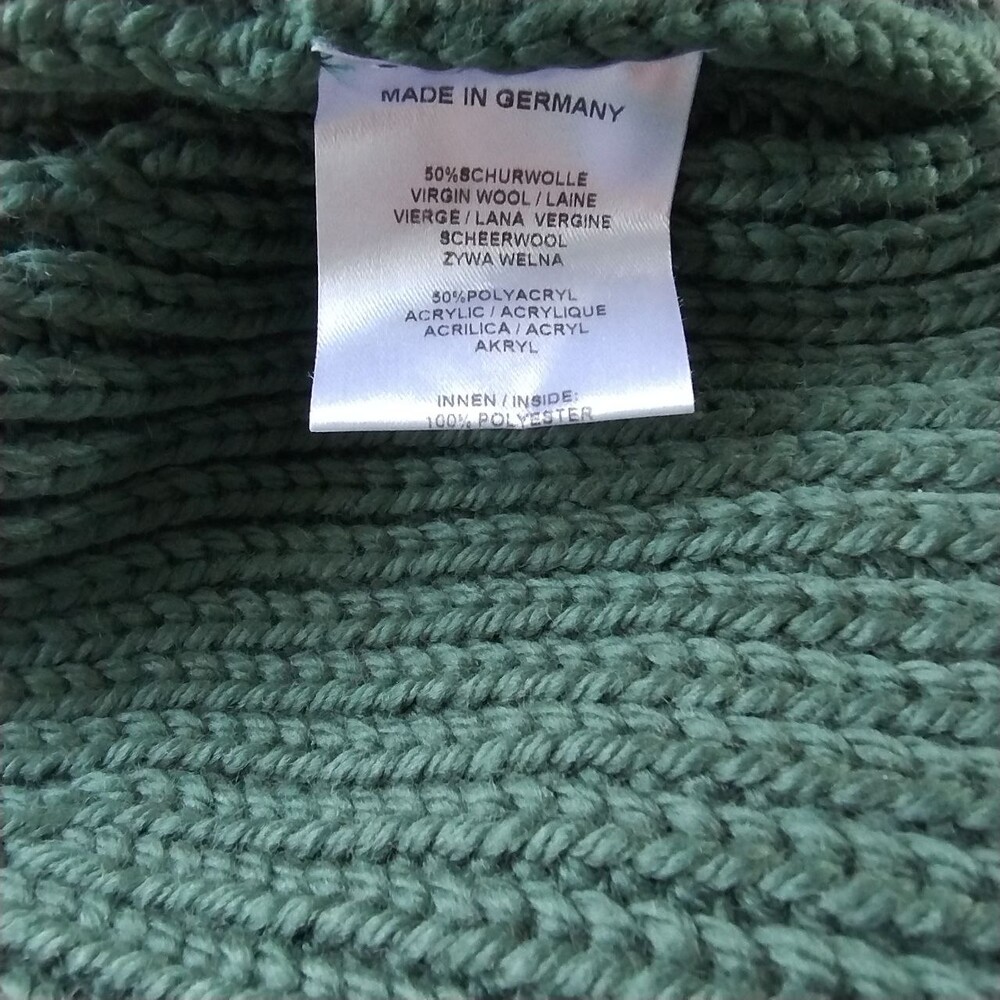 MADE IN GERMANY
50%SCHURWOLLE
VIRGIN WOOL / LAINE
VIERGE / LANA VERGINE
SCHEERWOOL
ZYWA WELNA
50%POLYACRYL
ACRYLIC / ACRYLIQUE
ACRILICA / ACRYL
AKRYL
INNEN / INSIDE:
100% POLYESTER